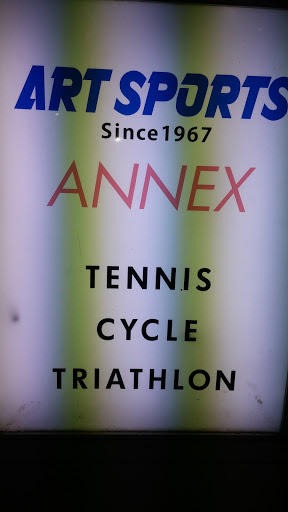 ART SPORTS
Since1967
ANNEX
TENNIS
CYCLE
TRIATHLON